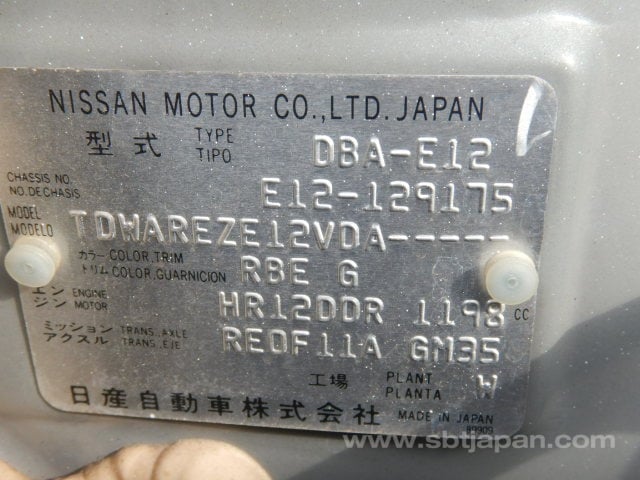 NISSAN MOTOR CO.,LTD. JAPAN
型式 TYPE TIPO DBA-E12
CHASSIS NO. NO.DECHASIS E12-129175
MODEL MODELO TDWAREZE12VDA-----
カラー COLOR,TRIM トリム COLOR,GUARNICION RBE G
エンジン ENGINE MOTOR HR12DDR 1198 CC
ミッション TRANS.,AXLE アクスル TRANS.,EJE RE0F11A GM35
工場 PLANT PLANTA W
日産自動車株式会社 MADE IN JAPAN
89909
www.sbtjapan.com